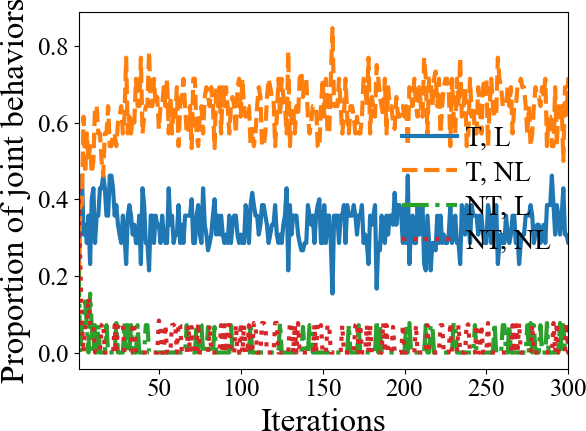 Proportion of joint behaviors
0.8
0.6
0.4
0.2
0.0
T, L
T, NL
NT, L
NT, NL
50 100 150 200 250 300
Iterations